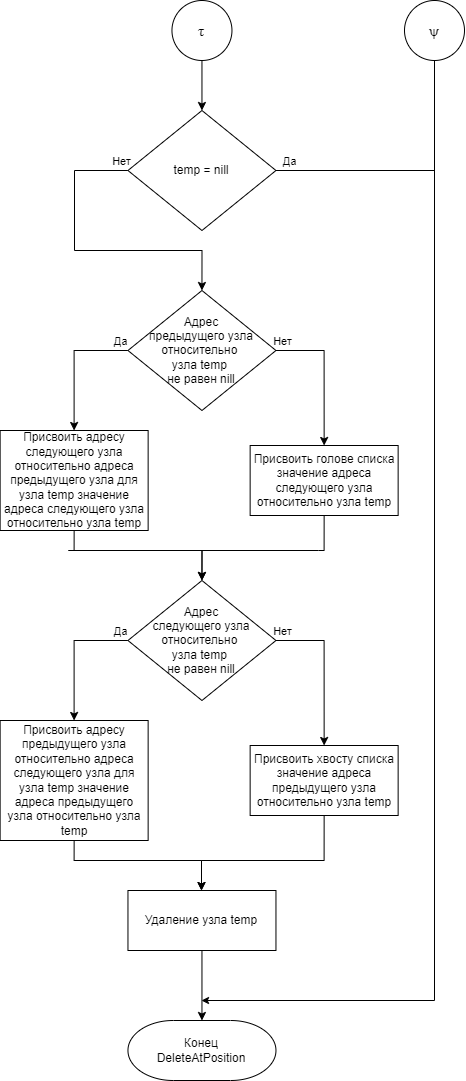 τ
ψ
Нет
temp = nill
Да
Адрес
предыдущего узла
относительно
узла temp
не равен nill
Да
Нет
Присвоить адресу
следующего узла
относительно адреса
предыдущего узла для
узла temp значение
адреса следующего узла
относительно узла temp
Присвоить голове списка
значение адреса
следующего узла
относительно узла temp
Адрес
следующего узла
относительно
узла temp
не равен nill
Да
Нет
Присвоить адресу
предыдущего узла
относительно адреса
следующего узла для
узла temp значение
адреса предыдущего
узла относительно узла
temp
Присвоить хвосту списка
значение адреса
предыдущего узла
относительно узла temp
Удаление узла temp
Конец
DeleteAtPosition